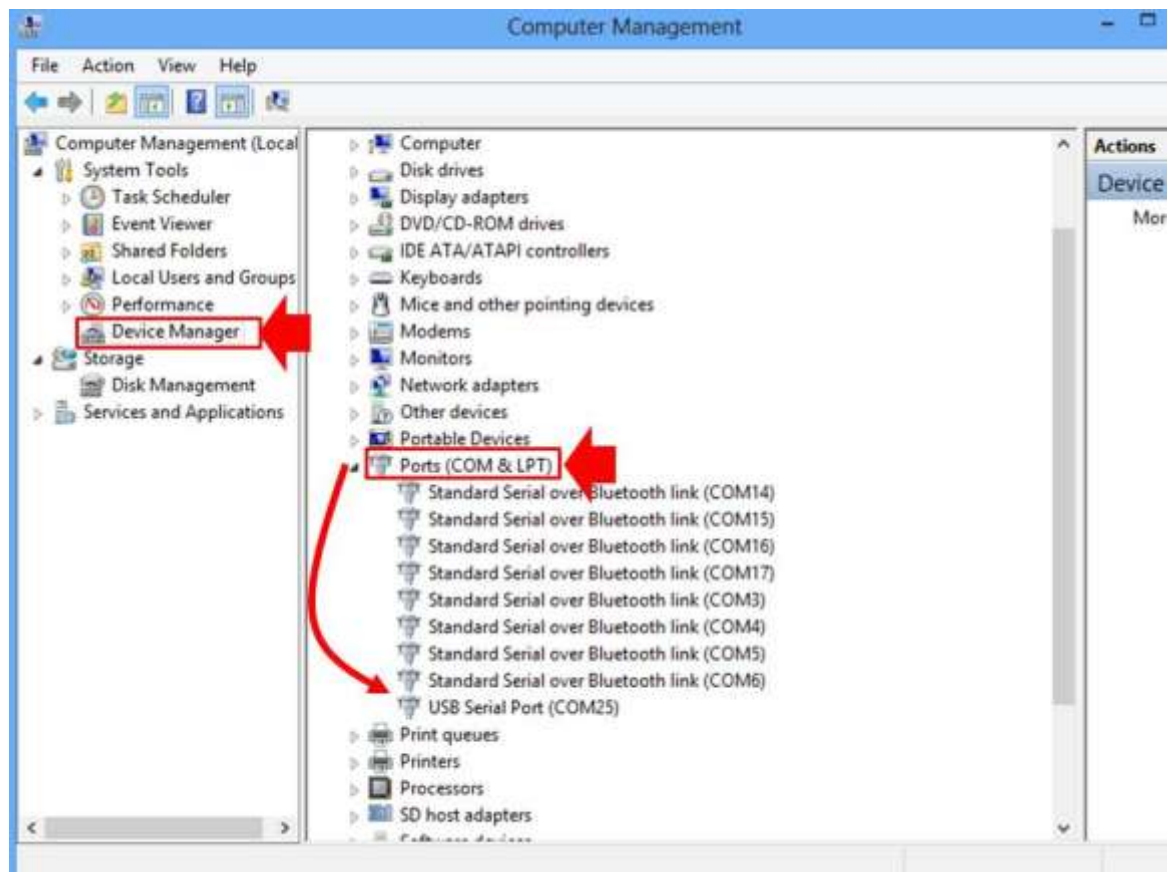 Computer Management
File Action View Help
Computer Management (Local
System Tools
Task Scheduler
Event Viewer
Shared Folders
Local Users and Groups
Performance
Device Manager
Storage
Disk Management
Services and Applications
Computer
Disk drives
Display adapters
DVD/CD-ROM drives
IDE ATA/ATAPI controllers
Keyboards
Mice and other pointing devices
Modems
Monitors
Network adapters
Other devices
Portable Devices
Ports (COM & LPT)
Standard Serial over Bluetooth link (COM14)
Standard Serial over Bluetooth link (COM15)
Standard Serial over Bluetooth link (COM16)
Standard Serial over Bluetooth link (COM17)
Standard Serial over Bluetooth link (COM3)
Standard Serial over Bluetooth link (COM4)
Standard Serial over Bluetooth link (COM5)
Standard Serial over Bluetooth link (COM6)
USB Serial Port (COM25)
Print queues
Printers
Processors
SD host adapters
Actions
Device
Mor